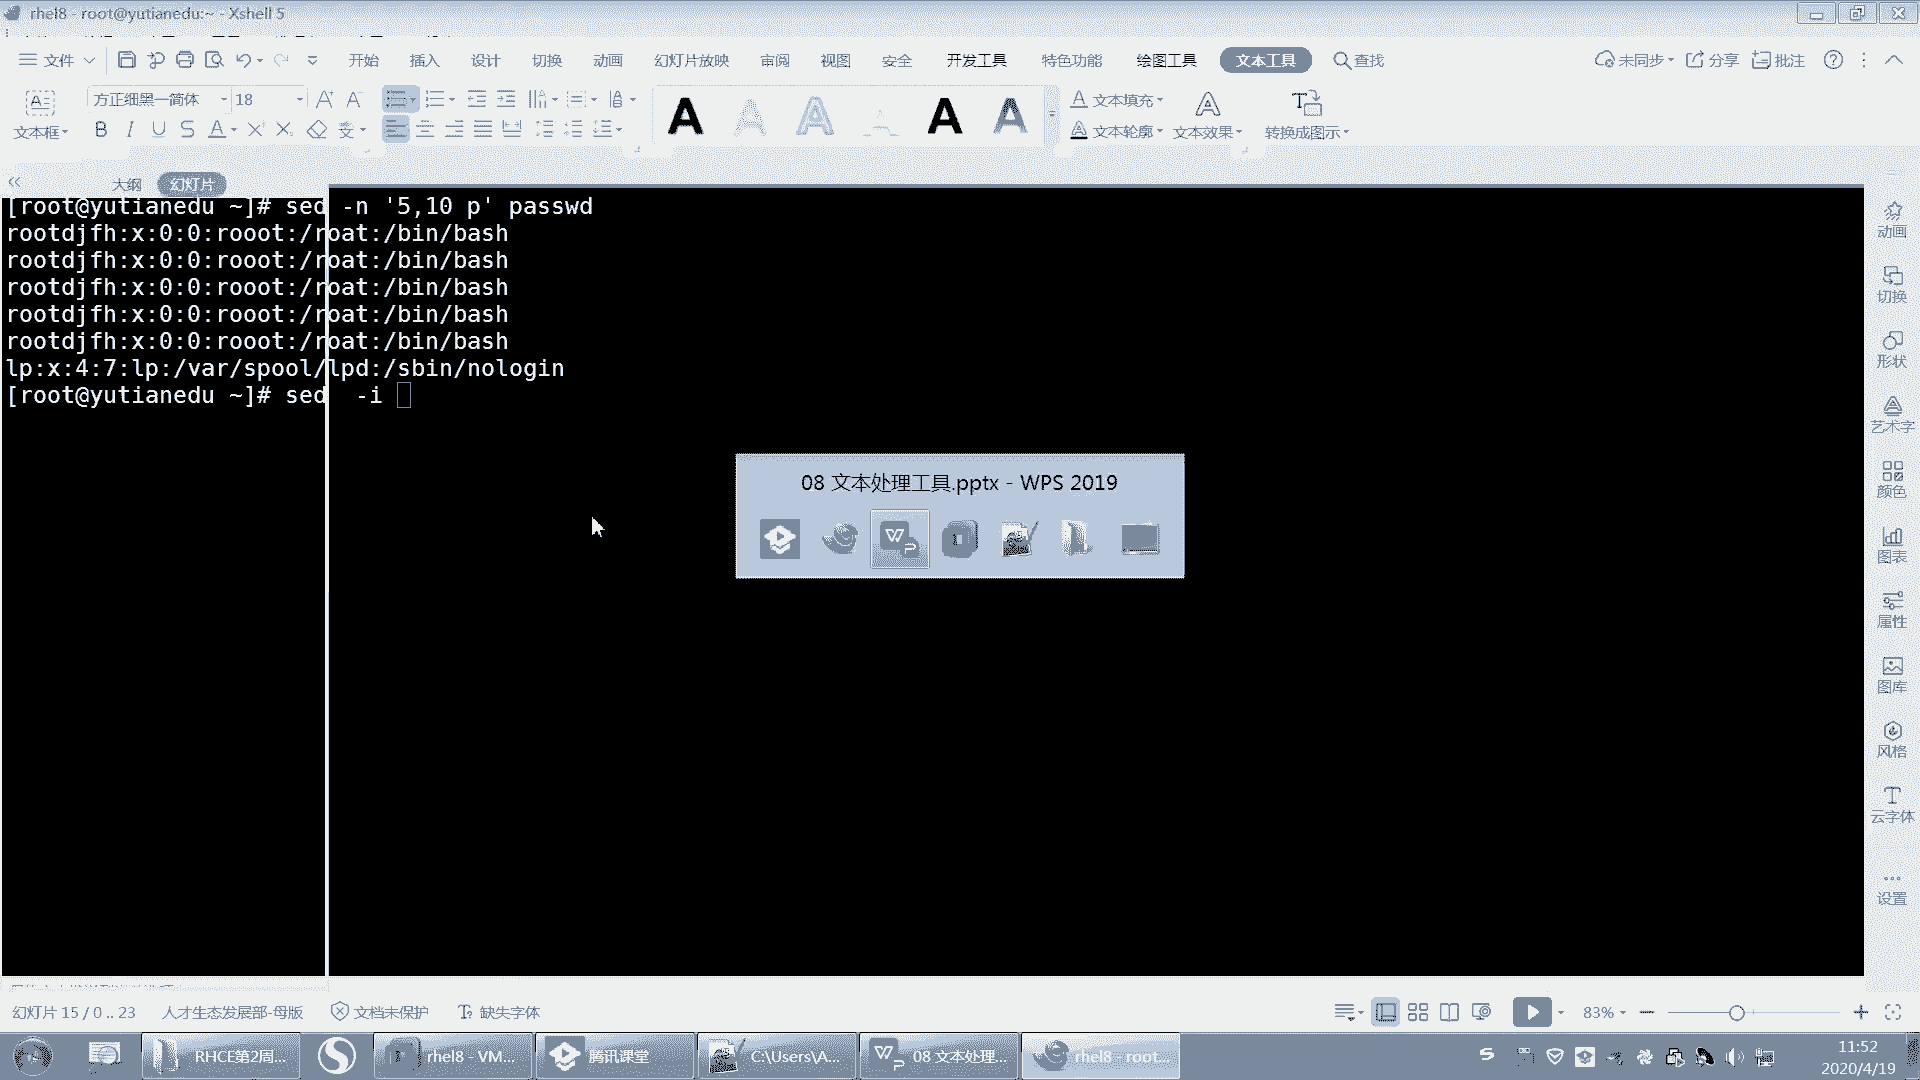 rhel8 - root@yutianedu:~ - Xshell 5
文件 开始 插入 设计 切换 动画 幻灯片放映 审阅 视图 安全 开发工具 特色功能 绘图工具 文本工具 查找 未同步 分享 批注
方正细黑一简体 18
文本填充
文本框
文本轮廓 文本效果 转换成图示
大纲 幻灯片
[root@yutianedu ~]# sed -n '5,10 p' passwd
rootdjfh:x:0:0:rooot:/roat:/bin/bash
rootdjfh:x:0:0:rooot:/roat:/bin/bash
rootdjfh:x:0:0:rooot:/roat:/bin/bash
rootdjfh:x:0:0:rooot:/roat:/bin/bash
rootdjfh:x:0:0:rooot:/roat:/bin/bash
lp:x:4:7:lp:/var/spool/lpd:/sbin/nologin
[root@yutianedu ~]# sed  -i
08 文本处理工具.pptx - WPS 2019
动画
切换
形状
艺术字
颜色
图表
属性
图库
风格
云字体
设置
幻灯片 15 / 0 .. 23 人才生态发展部-母版 文档未保护 缺失字体 83%
RHCE第2周... rhel8 - VM... 腾讯课堂 C:\Users\A... 08 文本处理... rhel8 - root...
11:52
2020/4/19